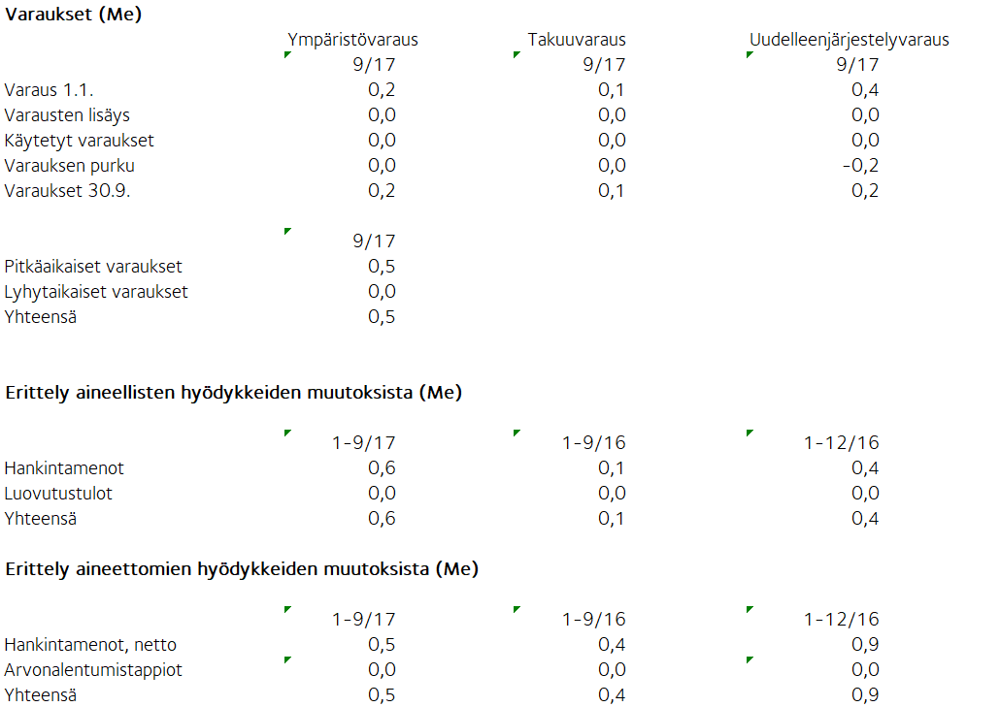 Varaukset (Me)
Ympäristövaraus Takuuvaraus Uudelleenjärjestelyvaraus
9/17 9/17 9/17
Varaus 1.1. 0,2 0,1 0,4
Varausten lisäys 0,0 0,0 0,0
Käytetyt varaukset 0,0 0,0 0,0
Varauksen purku 0,0 0,0 -0,2
Varaukset 30.9. 0,2 0,1 0,2
9/17
Pitkäaikaiset varaukset 0,5
Lyhytaikaiset varaukset 0,0
Yhteensä 0,5
Erittely aineellisten hyödykkeiden muutoksista (Me)
1-9/17 1-9/16 1-12/16
Hankintamenot 0,6 0,1 0,4
Luovutustulot 0,0 0,0 0,0
Yhteensä 0,6 0,1 0,4
Erittely aineettomien hyödykkeiden muutoksista (Me)
1-9/17 1-9/16 1-12/16
Hankintamenot, netto 0,5 0,4 0,9
Arvonalentumistappiot 0,0 0,0 0,0
Yhteensä 0,5 0,4 0,9